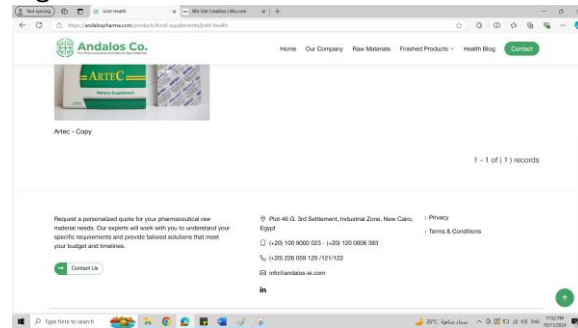 Not syncing
Joint Health
Wix Site Creation | Wix.com
https://andalospharma.com/products/food-supplements/joint-health
Andalos Co.
Home Our Company Raw Materials Finished Products Health Blog Contact
ARTEC
Dietary Supplement
Artec - Copy
1 - 1 of ( 1 ) records
Request a personalized quote for your pharmaceutical raw
material needs. Our experts will work with you to understand your
specific requirements and provide tailored solutions that meet
your budget and timelines.
Contact Us
Plot 46 G. 3rd Settlement, Industrial Zone, New Cairo,
Egypt
(+20) 100 9000 023 - (+20) 120 0006 383
(+20) 226 059 120 /121/122
info@andalos-ei.com
in
› Privacy
› Terms & Conditions
Type here to search
26°C
ENG
11:52 PM